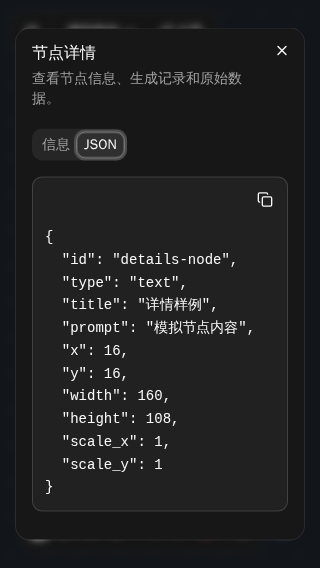 节点详情
查看节点信息、生成记录和原始数
据。
信息 JSON
{
  "id": "details-node",
  "type": "text",
  "title": "详情样例",
  "prompt": "模拟节点内容",
  "x": 16,
  "y": 16,
  "width": 160,
  "height": 108,
  "scale_x": 1,
  "scale_y": 1
}